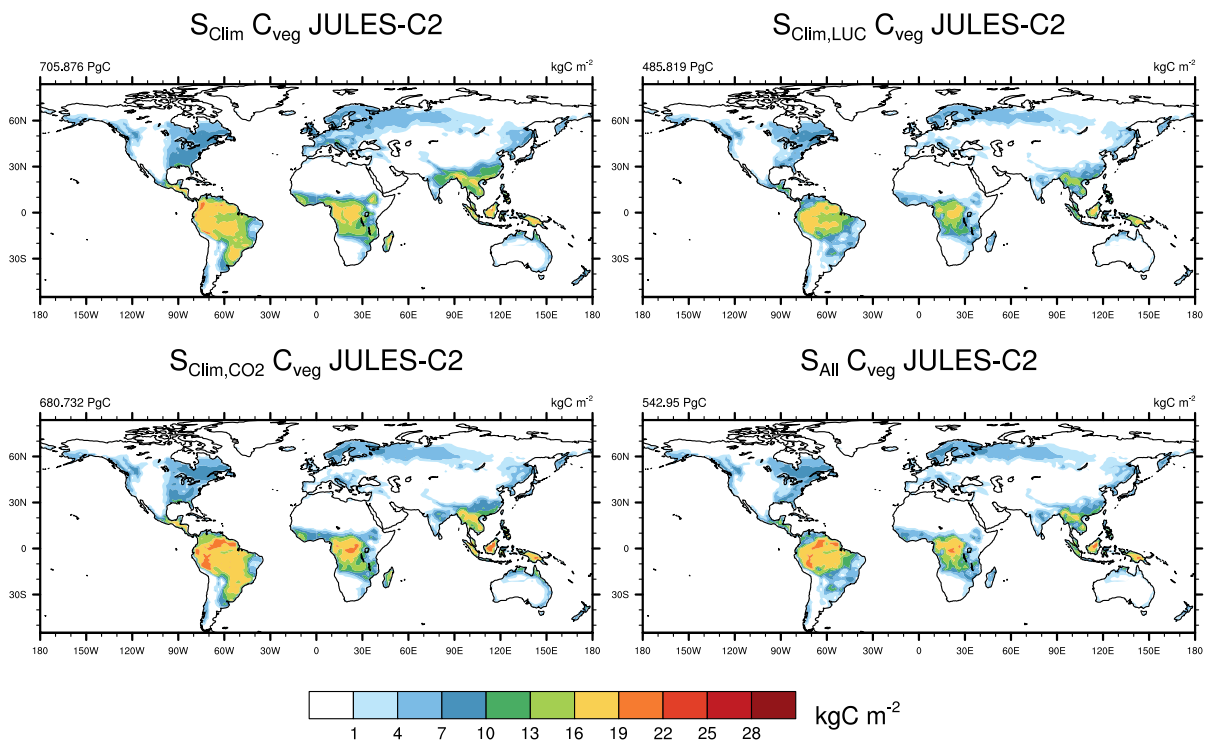 S_Clim C_veg JULES-C2
S_Clim,LUC C_veg JULES-C2
705.876 PgC
kgC m⁻²
485.819 PgC
kgC m⁻²
60N
30N
0
30S
180 150W 120W 90W 60W 30W 0 30E 60E 90E 120E 150E 180
60N
30N
0
30S
180 150W 120W 90W 60W 30W 0 30E 60E 90E 120E 150E 180
S_Clim,CO2 C_veg JULES-C2
S_All C_veg JULES-C2
680.732 PgC
kgC m⁻²
542.95 PgC
kgC m⁻²
60N
30N
0
30S
180 150W 120W 90W 60W 30W 0 30E 60E 90E 120E 150E 180
60N
30N
0
30S
180 150W 120W 90W 60W 30W 0 30E 60E 90E 120E 150E 180
1 4 7 10 13 16 19 22 25 28
kgC m⁻²